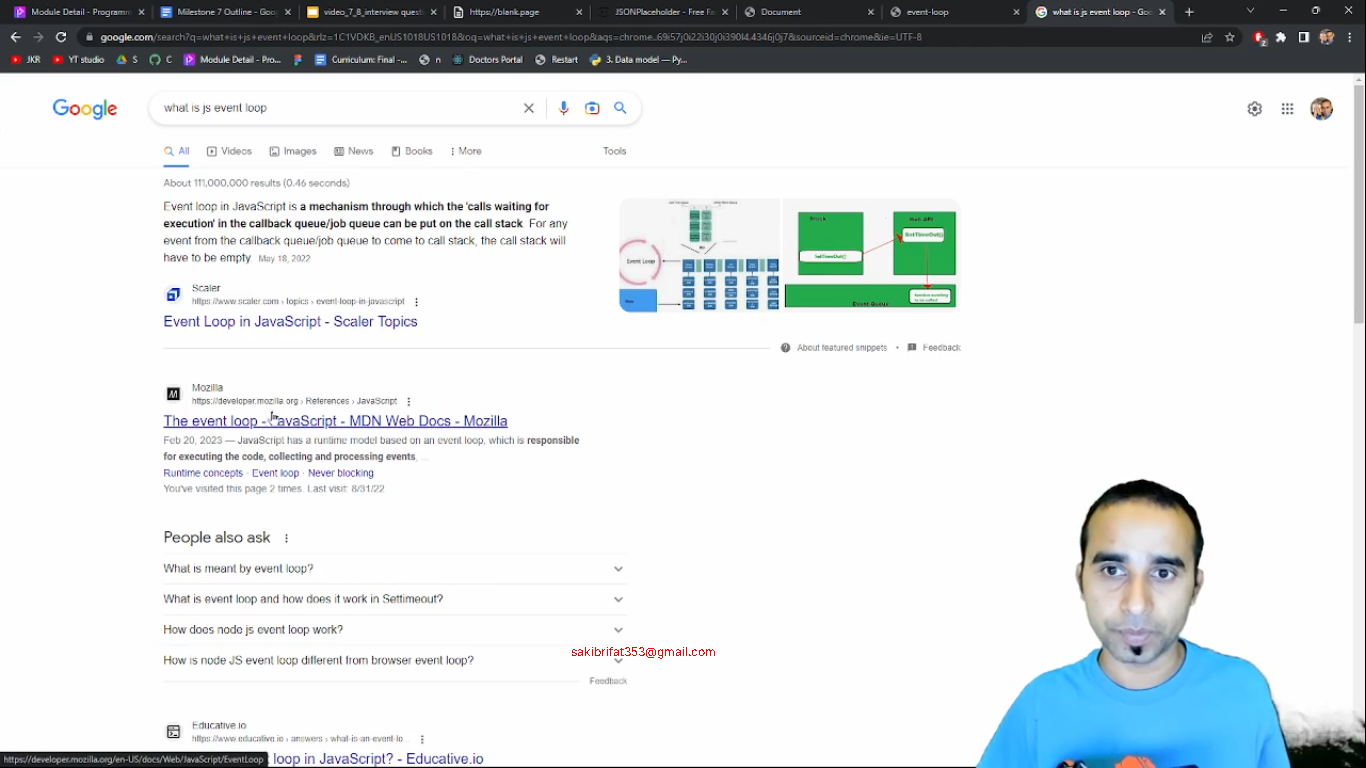 Module Detail - Programm
Milestone 7 Outline - Goog
video_7_8_interview questi
https://blank.page
JSONPlaceholder - Free Fa
Document
event-loop
what is js event loop - Goo
google.com/search?q=what+is+js+event+loop&rlz=1C1VDKB_enUS1018US1018&oq=what+is+js+event+loop&aqs=chrome..69i57j0i22i30j0i390l4.4346j0j7&sourceid=chrome&ie=UTF-8
JKR
YT studio
S
C
Module Detail - Pro...
Curriculum: Final -...
n
Doctors Portal
Restart
3. Data model — Py...
Google
what is js event loop
All
Videos
Images
News
Books
More
Tools
About 111,000,000 results (0.46 seconds)
Event loop in JavaScript is a mechanism through which the 'calls waiting for
execution' in the callback queue/job queue can be put on the call stack. For any
event from the callback queue/job queue to come to call stack, the call stack will
have to be empty. May 18, 2022
Event Loop
Stack
Web API
SetTimeOut()
SetTimeOut()
Event Queue
Scaler
https://www.scaler.com › topics › event-loop-in-javascript
Event Loop in JavaScript - Scaler Topics
About featured snippets • Feedback
Mozilla
https://developer.mozilla.org › References › JavaScript
The event loop - JavaScript - MDN Web Docs - Mozilla
Feb 20, 2023 — JavaScript has a runtime model based on an event loop, which is responsible
for executing the code, collecting and processing events, ...
Runtime concepts · Event loop · Never blocking
You've visited this page 2 times. Last visit: 8/31/22
People also ask
What is meant by event loop?
What is event loop and how does it work in Settimeout?
How does node js event loop work?
How is node JS event loop different from browser event loop?
sakibrifat353@gmail.com
Feedback
Educative.io
https://www.educative.io › answers › what-is-an-event-lo...
loop in JavaScript? - Educative.io
https://developer.mozilla.org/en-US/docs/Web/JavaScript/EventLoop